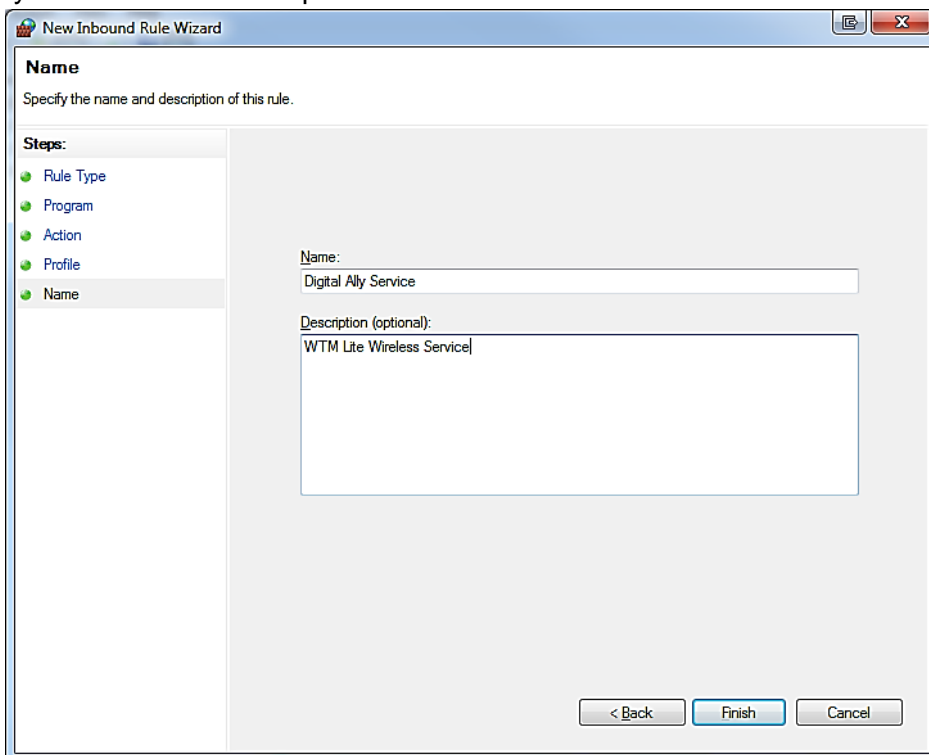 New Inbound Rule Wizard
Name
Specify the name and description of this rule.
Steps:
Rule Type
Program
Action
Profile
Name
Name:
Digital Ally Service
Description (optional):
WTM Lite Wireless Service
< Back
Finish
Cancel